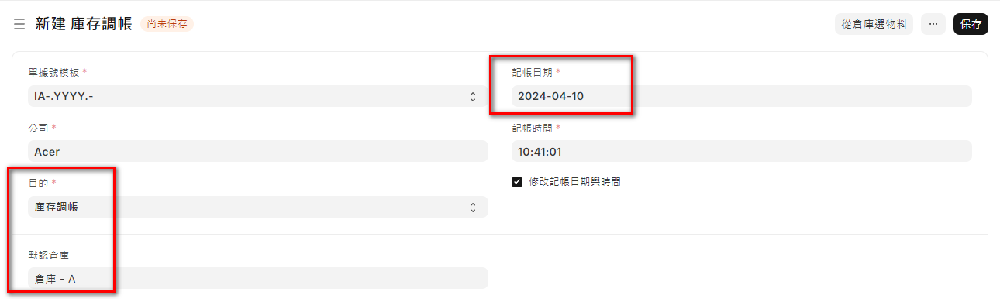 新建 庫存調帳 尚未保存 從倉庫選物料 ··· 保存
單據號模板 * 記帳日期 *
IA-.YYYY.- 2024-04-10
公司 * 記帳時間 *
Acer 10:41:01
目的 * 修改記帳日期與時間
庫存調帳
默認倉庫
倉庫 - A